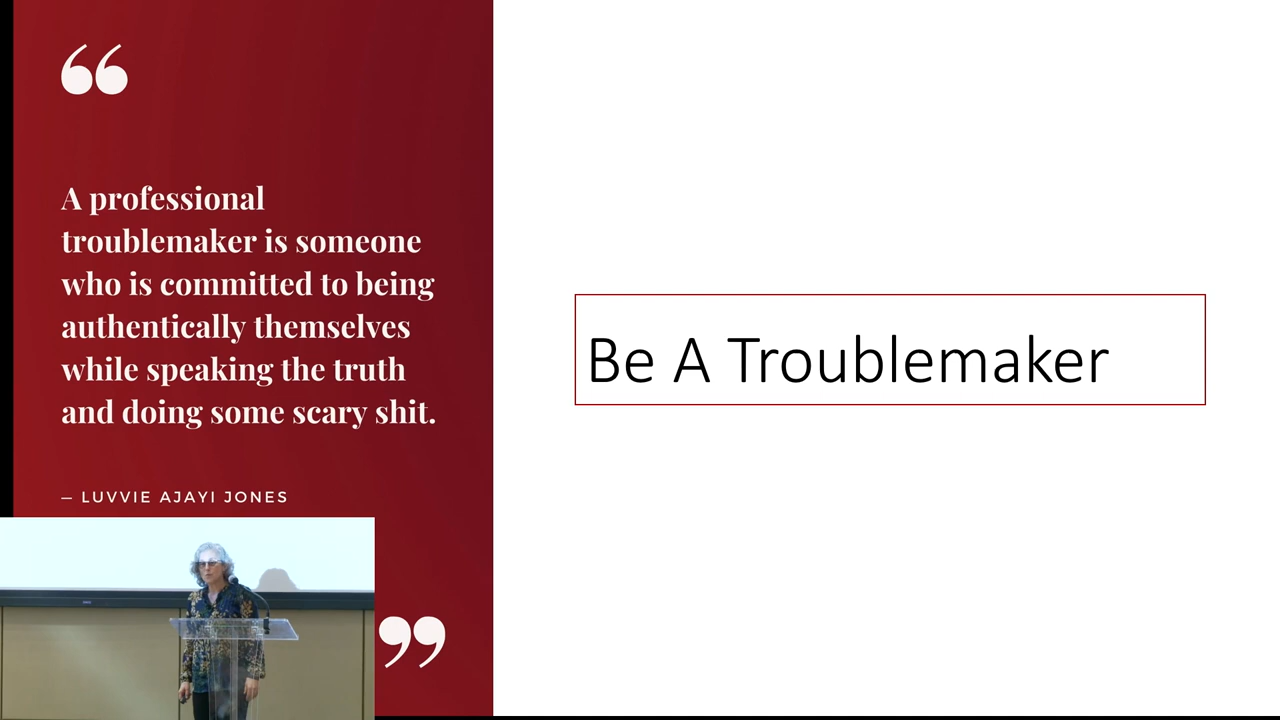 “
A professional
troublemaker is someone
who is committed to being
authentically themselves
while speaking the truth
and doing some scary shit.
– LUVVIE AJAYI JONES
”
Be A Troublemaker